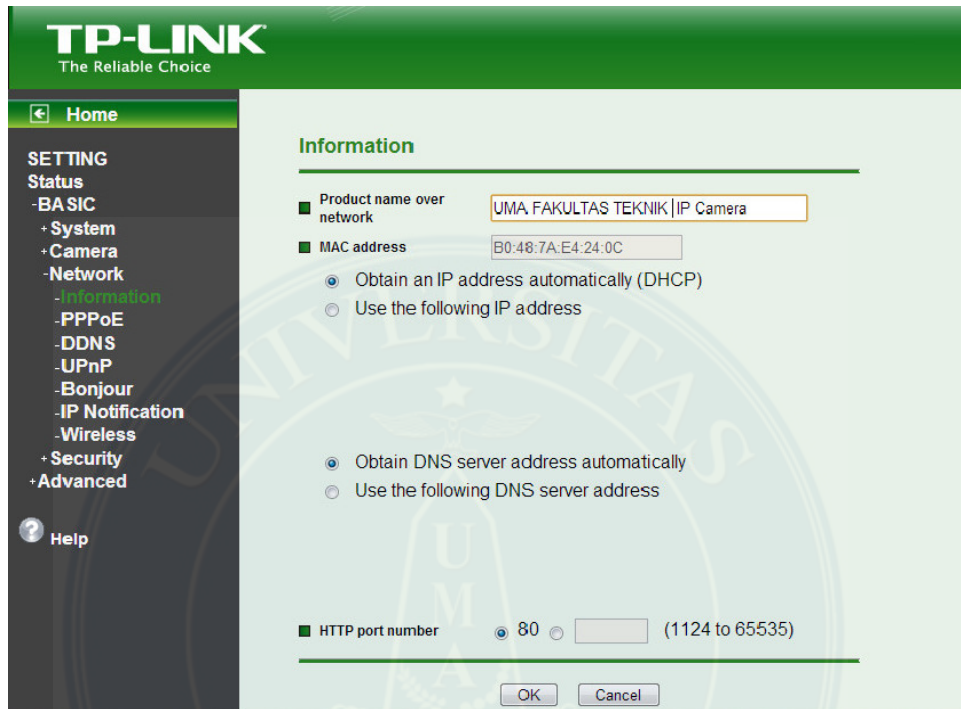 TP-LINK
The Reliable Choice
Home
SETTING
Status
-BASIC
+System
+Camera
-Network
-Information
-PPPoE
-DDNS
-UPnP
-Bonjour
-IP Notification
-Wireless
+Security
+Advanced
? Help
Information
Product name over
network
UMA. FAKULTAS TEKNIK IP Camera
MAC address
B0:48:7A:E4:24:0C
Obtain an IP address automatically (DHCP)
Use the following IP address
Obtain DNS server address automatically
Use the following DNS server address
HTTP port number
80
(1124 to 65535)
OK
Cancel
UNIVERSITAS
UMA